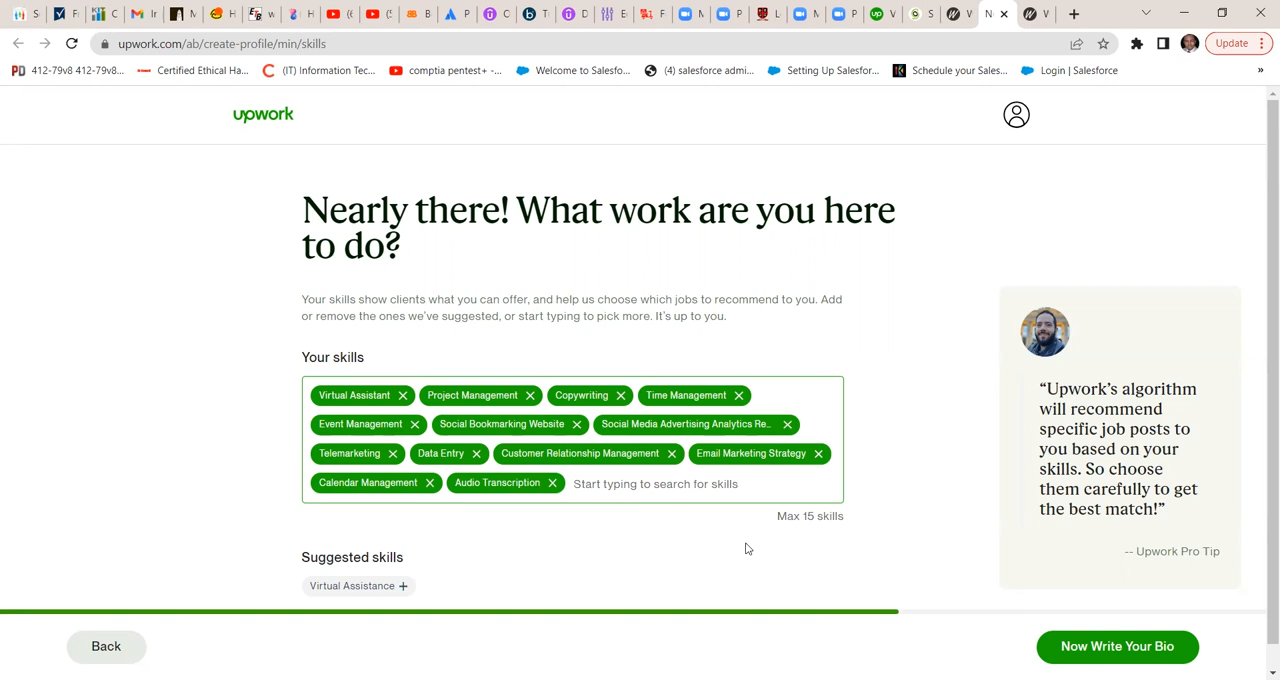 upwork.com/ab/create-profile/min/skills
Update
412-79v8 412-79v8...
Certified Ethical Ha...
(IT) Information Tec...
comptia pentest+ -...
Welcome to Salesfo...
(4) salesforce admi...
Setting Up Salesfor...
Schedule your Sales...
Login | Salesforce
»
upwork
Nearly there! What work are you here
to do?
Your skills show clients what you can offer, and help us choose which jobs to recommend to you. Add
or remove the ones we've suggested, or start typing to pick more. It's up to you.
Your skills
Virtual Assistant Project Management Copywriting Time Management
Event Management Social Bookmarking Website Social Media Advertising Analytics Re...
Telemarketing Data Entry Customer Relationship Management Email Marketing Strategy
Calendar Management Audio Transcription Start typing to search for skills
Max 15 skills
Suggested skills
Virtual Assistance +
“Upwork’s algorithm
will recommend
specific job posts to
you based on your
skills. So choose
them carefully to get
the best match!”
-- Upwork Pro Tip
Back
Now Write Your Bio